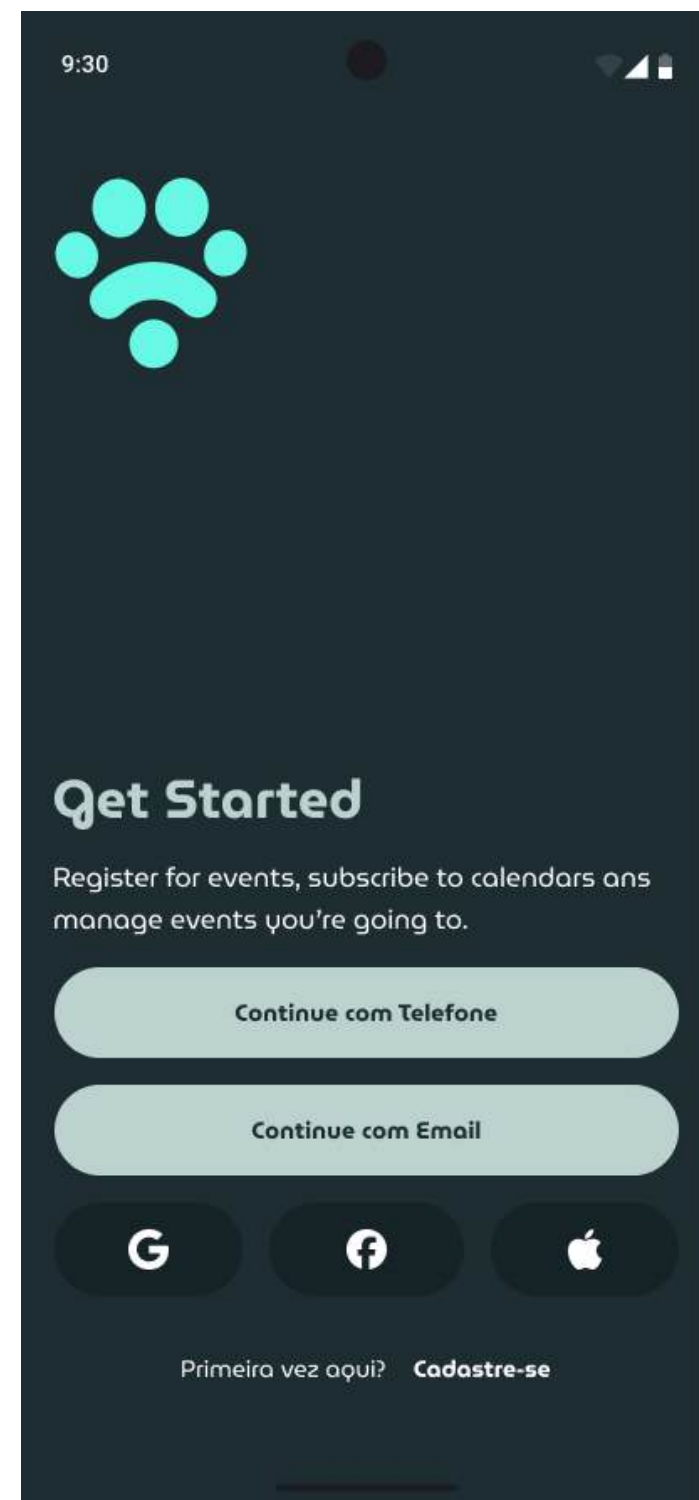 9:30
Get Started
Register for events, subscribe to calendars ans
manage events you're going to.
Continue com Telefone
Continue com Email
Primeira vez aqui? Cadastre-se